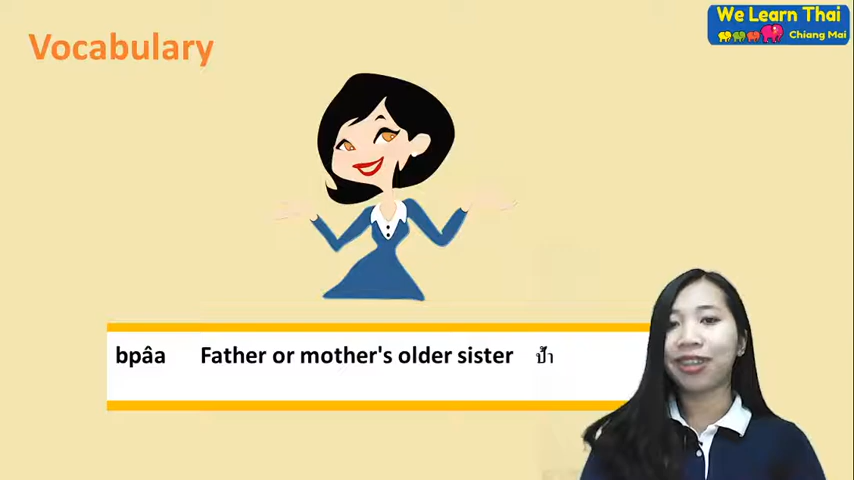 Vocabulary
We Learn Thai
Chiang Mai
bpâa Father or mother's older sister ป้า